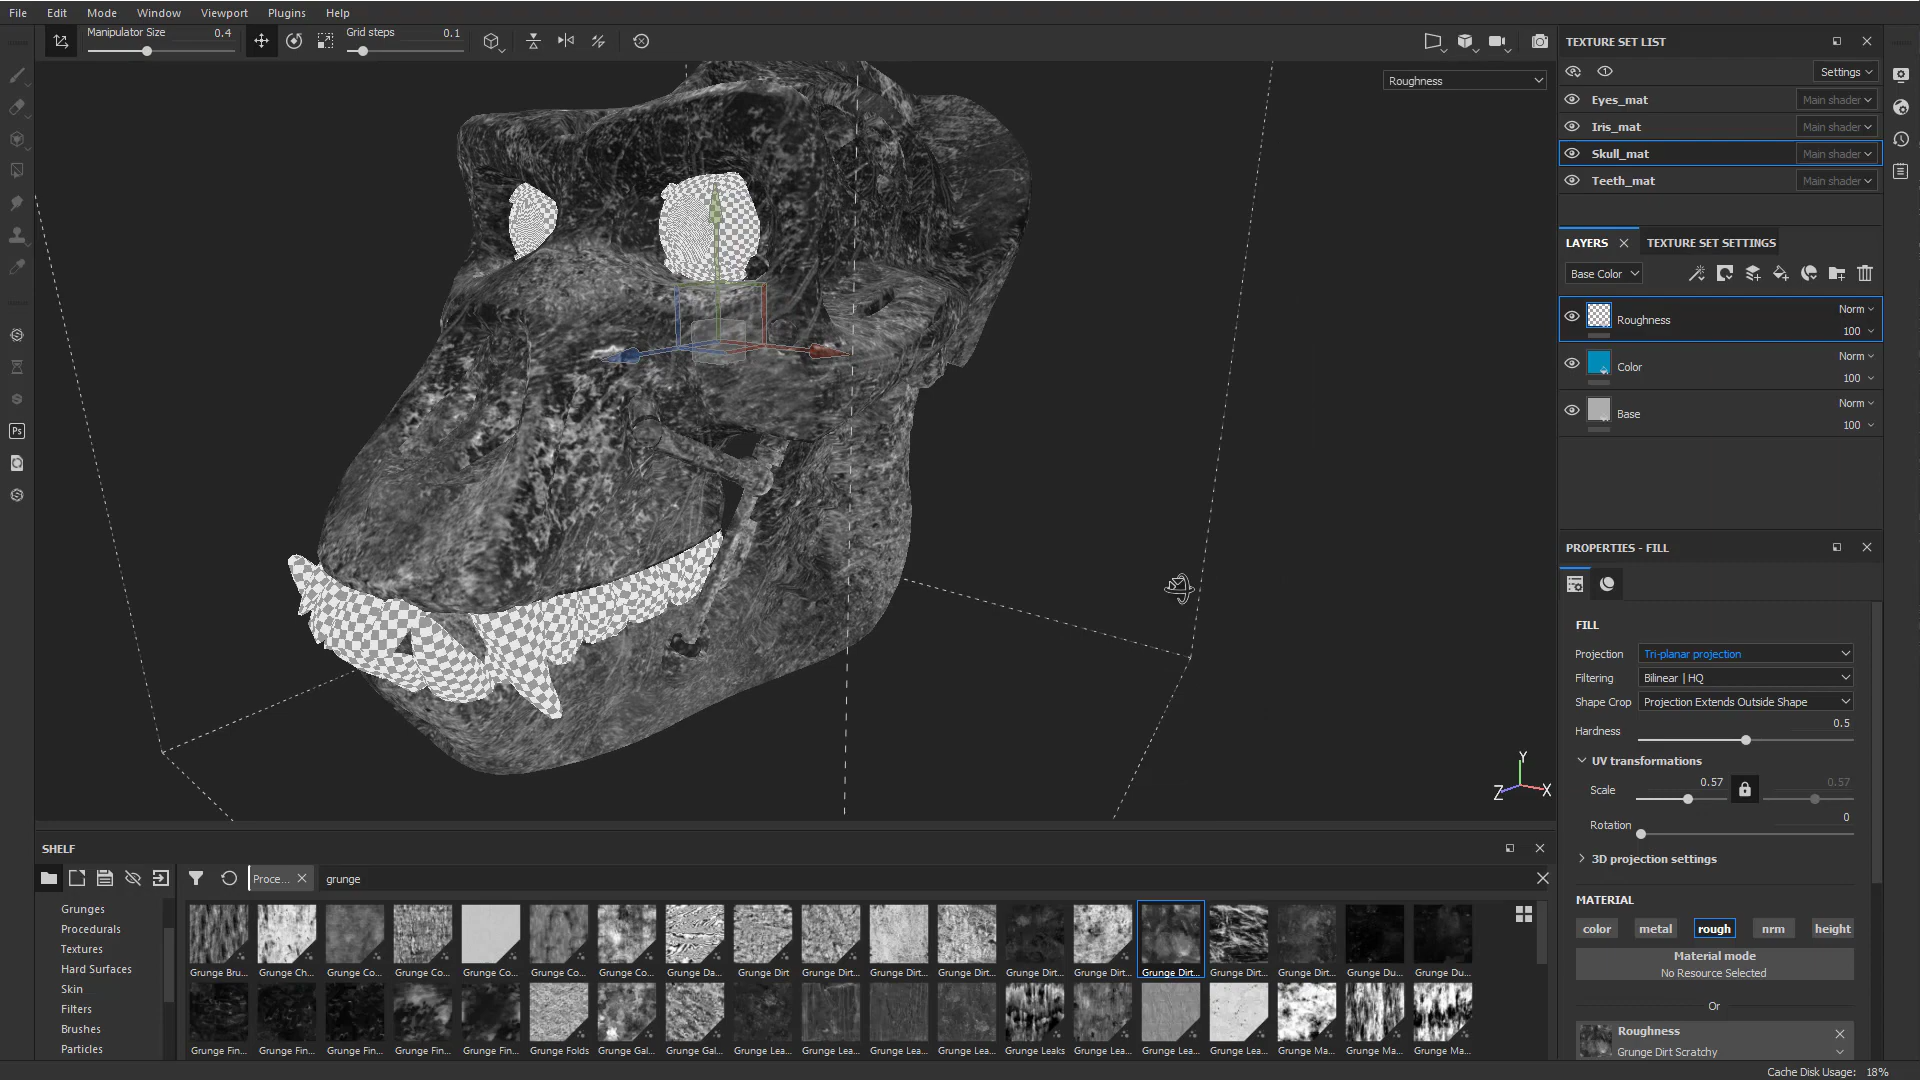 File Edit Mode Window Viewport Plugins Help
Manipulator Size 0.4
Grid steps 0.1
Roughness
TEXTURE SET LIST
Settings
Eyes_mat Main shader
Iris_mat Main shader
Skull_mat Main shader
Teeth_mat Main shader
LAYERS TEXTURE SET SETTINGS
Base Color
Roughness Norm 100
Color Norm 100
Base Norm 100
Ps
PROPERTIES - FILL
FILL
Projection Tri-planar projection
Filtering Bilinear | HQ
Shape Crop Projection Extends Outside Shape
Hardness 0.5
UV transformations
Scale 0.57 0.57
Rotation 0
3D projection settings
MATERIAL
color metal rough nrm height
Material mode
No Resource Selected
Or
Roughness
Grunge Dirt Scratchy
Y
Z X
SHELF
Proce... grunge
Grunges
Procedurals
Textures
Hard Surfaces
Skin
Filters
Brushes
Particles
Grunge Bru... Grunge Ch... Grunge Co... Grunge Co... Grunge Co... Grunge Co... Grunge Co... Grunge Da... Grunge Dirt Grunge Dirt... Grunge Dirt... Grunge Dirt... Grunge Dirt... Grunge Dirt... Grunge Dirt... Grunge Dirt... Grunge Dirt... Grunge Du... Grunge Du...
Grunge Fin... Grunge Fin... Grunge Fin... Grunge Fin... Grunge Fin... Grunge Folds Grunge Gal... Grunge Gal... Grunge Lea... Grunge Lea... Grunge Lea... Grunge Lea... Grunge Leaks Grunge Lea... Grunge Lea... Grunge Lea... Grunge Ma... Grunge Ma... Grunge Ma...
Cache Disk Usage: 18%